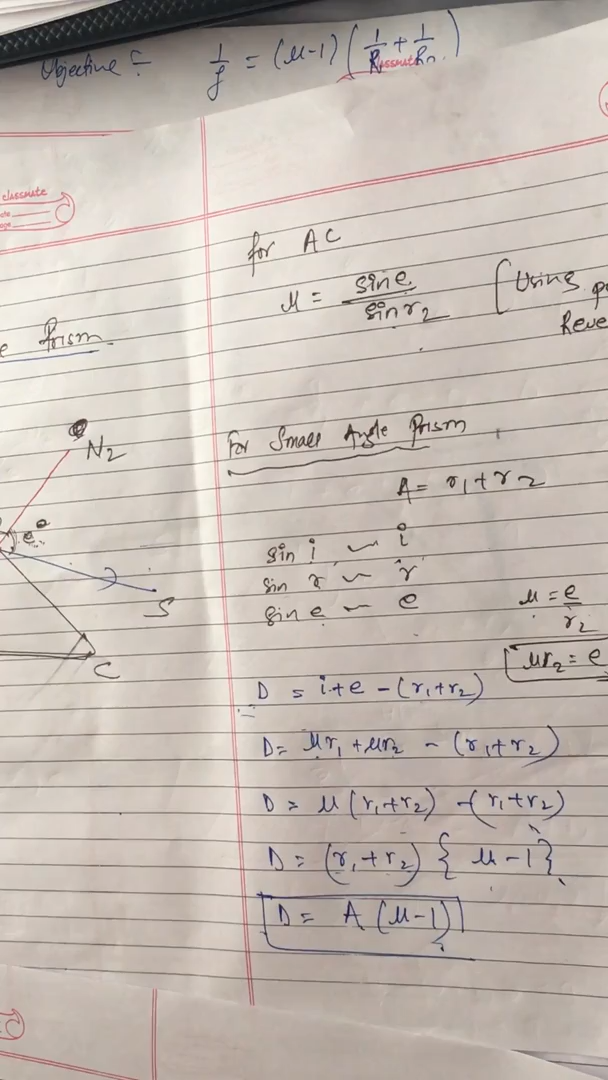 Objective :- 1/f = (μ-1) (1/R + 1/R
classmate
classmate
for AC
μ = sin e / sin r₂ (Using
Reve
e Prism
For Small Angle Prism
N₂
A = r₁ + r₂
e°
sin i ~ i
sin r ~ r
S
sin e ~ e
μ = e / r₂
μr₂ = e
C
D = i + e - (r₁+r₂)
D = μr₁ + μr₂ - (r₁+r₂)
D = μ(r₁+r₂) - (r₁+r₂)
D = (r₁+r₂) { μ-1}
D = A (μ-1)